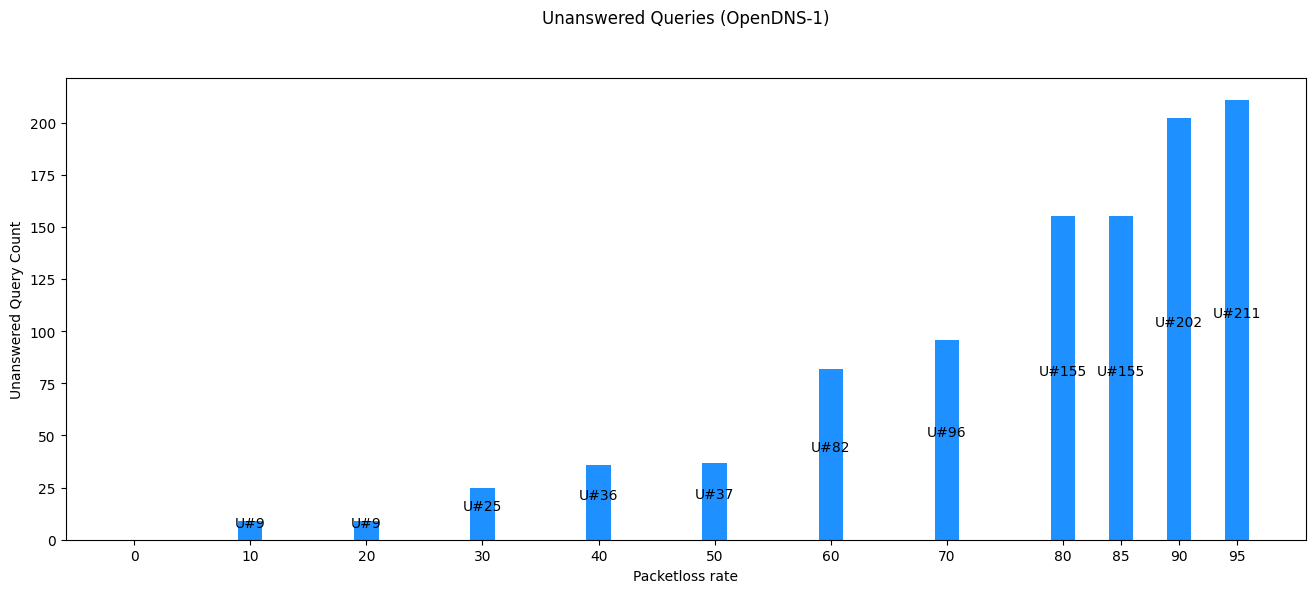 Unanswered Queries (OpenDNS-1)
Unanswered Query Count
200
175
150
125
100
75
50
25
0
U#9
U#9
U#25
U#36
U#37
U#82
U#96
U#155
U#155
U#202
U#211
0 10 20 30 40 50 60 70 80 85 90 95
Packetloss rate